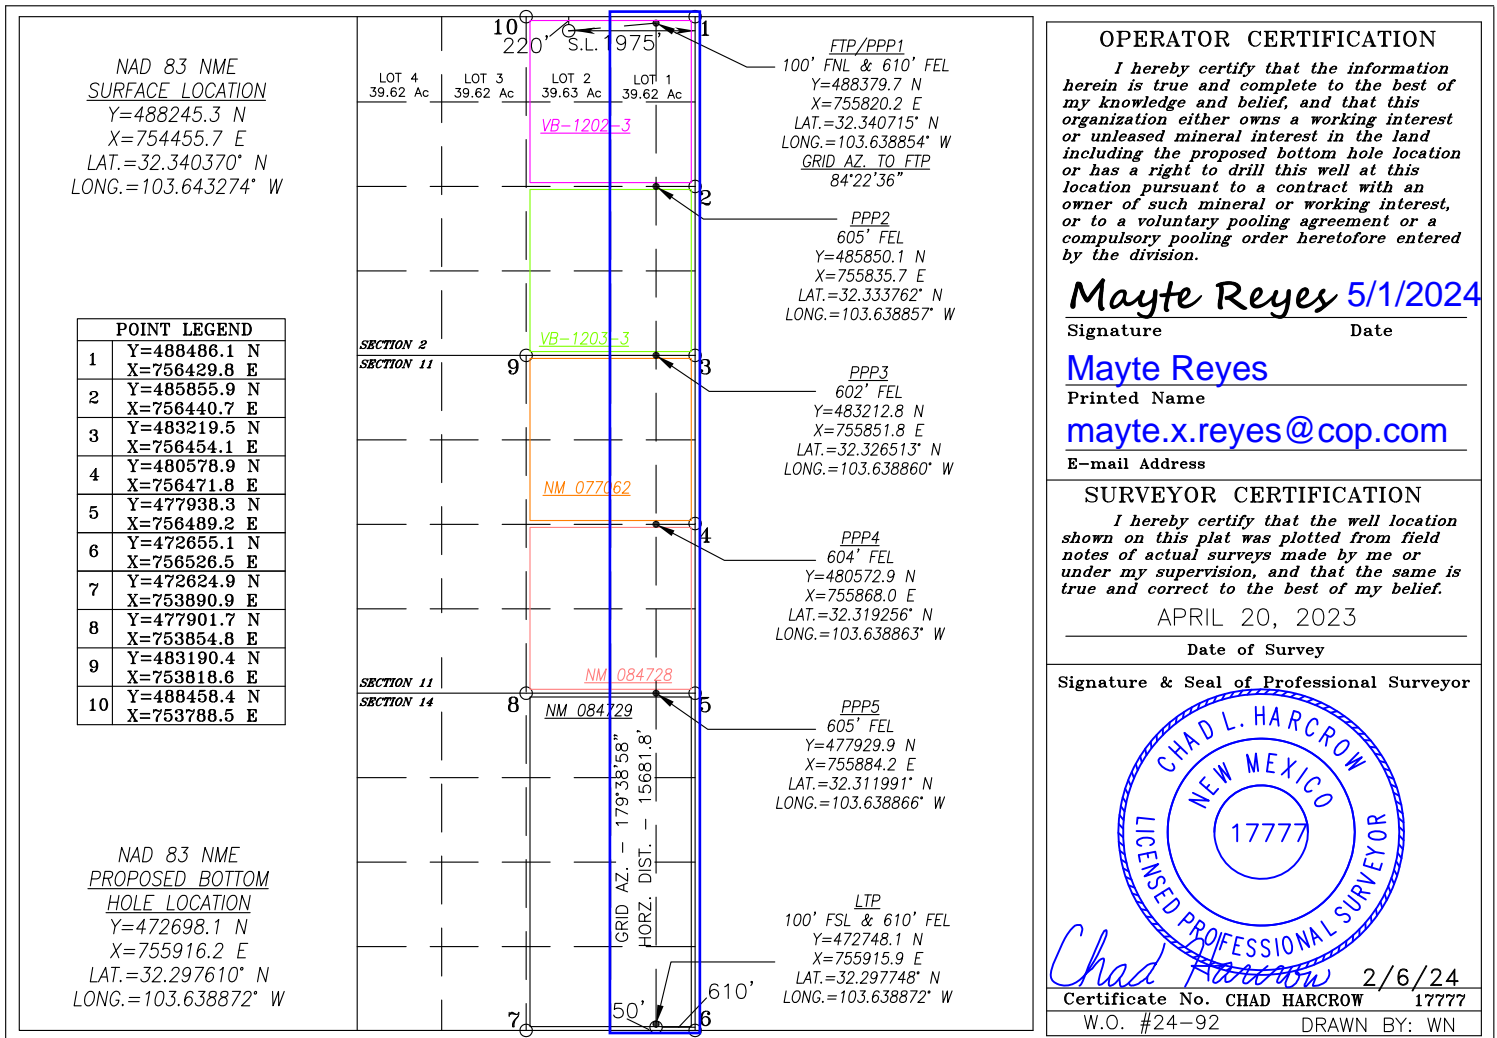 NAD 83 NME
SURFACE LOCATION
Y=488245.3 N
X=754455.7 E
LAT.=32.340370° N
LONG.=103.643274° W
POINT LEGEND
1 Y=488486.1 N
X=756429.8 E
2 Y=485855.9 N
X=756440.7 E
3 Y=483219.5 N
X=756454.1 E
4 Y=480578.9 N
X=756471.8 E
5 Y=477938.3 N
X=756489.2 E
6 Y=472655.1 N
X=756526.5 E
7 Y=472624.9 N
X=753890.9 E
8 Y=477901.7 N
X=753854.8 E
9 Y=483190.4 N
X=753818.6 E
10 Y=488458.4 N
X=753788.5 E
NAD 83 NME
PROPOSED BOTTOM
HOLE LOCATION
Y=472698.1 N
X=755916.2 E
LAT.=32.297610° N
LONG.=103.638872° W
10
1
220'
S.L.
1975'
LOT 4
39.62 Ac
LOT 3
39.62 Ac
LOT 2
39.63 Ac
LOT 1
39.62 Ac
VB-1202-3
2
VB-1203-3
SECTION 2
SECTION 11
9
3
NM 077062
4
NM 084728
SECTION 11
SECTION 14
8
5
NM 084729
GRID AZ. - 179°38'58"
HORZ. DIST. - 15681.8'
50'
610'
7
6
FTP/PPP1
100' FNL & 610' FEL
Y=488379.7 N
X=755820.2 E
LAT.=32.340715° N
LONG.=103.638854° W
GRID AZ. TO FTP
84°22'36"
PPP2
605' FEL
Y=485850.1 N
X=755835.7 E
LAT.=32.333762° N
LONG.=103.638857° W
PPP3
602' FEL
Y=483212.8 N
X=755851.8 E
LAT.=32.326513° N
LONG.=103.638860° W
PPP4
604' FEL
Y=480572.9 N
X=755868.0 E
LAT.=32.319256° N
LONG.=103.638863° W
PPP5
605' FEL
Y=477929.9 N
X=755884.2 E
LAT.=32.311991° N
LONG.=103.638866° W
LTP
100' FSL & 610' FEL
Y=472748.1 N
X=755915.9 E
LAT.=32.297748° N
LONG.=103.638872° W
OPERATOR CERTIFICATION
I hereby certify that the information
herein is true and complete to the best of
my knowledge and belief, and that this
organization either owns a working interest
or unleased mineral interest in the land
including the proposed bottom hole location
or has a right to drill this well at this
location pursuant to a contract with an
owner of such mineral or working interest,
or to a voluntary pooling agreement or a
compulsory pooling order heretofore entered
by the division.
Mayte Reyes 5/1/2024
Signature Date
Mayte Reyes
Printed Name
mayte.x.reyes@cop.com
E-mail Address
SURVEYOR CERTIFICATION
I hereby certify that the well location
shown on this plat was plotted from field
notes of actual surveys made by me or
under my supervision, and that the same is
true and correct to the best of my belief.
APRIL 20, 2023
Date of Survey
Signature & Seal of Professional Surveyor
CHAD L. HARCROW
NEW MEXICO
17777
LICENSED PROFESSIONAL SURVEYOR
Chad Harcrow 2/6/24
Certificate No. CHAD HARCROW 17777
W.O. #24-92 DRAWN BY: WN